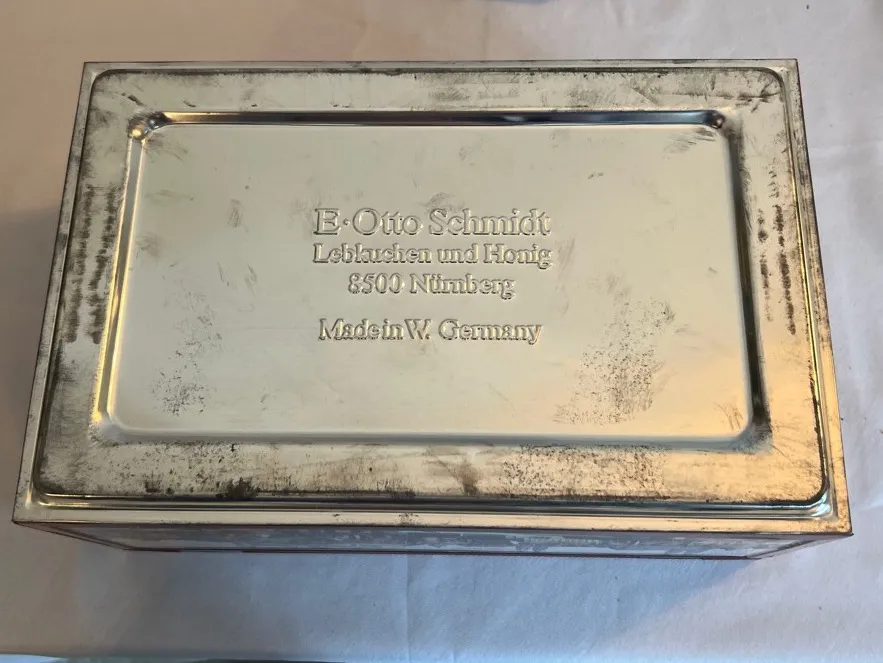 E·Otto Schmidt
Lebkuchen und Honig
8500 Nürnberg
Made in W. Germany